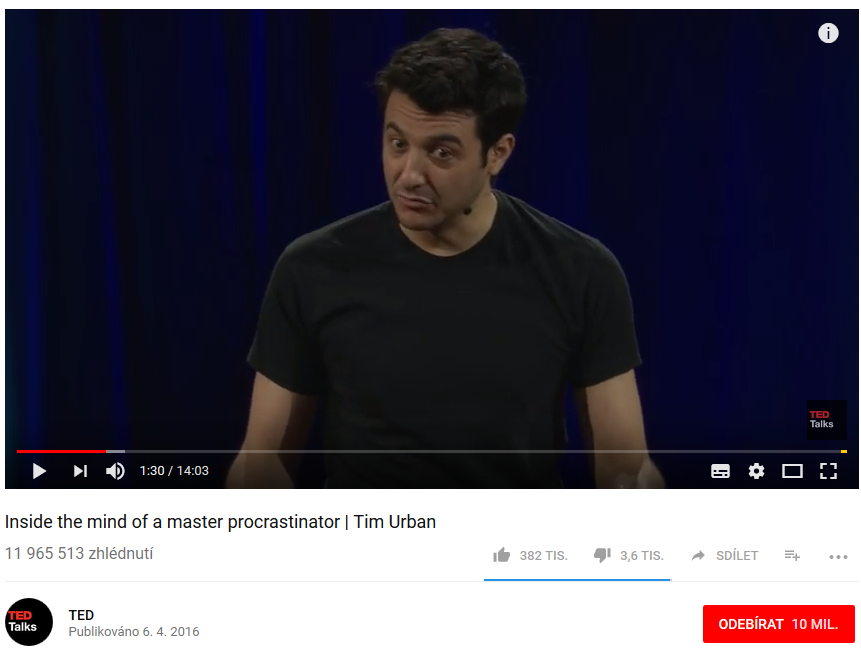 i
TED
Talks
1:30 / 14:03
Inside the mind of a master procrastinator | Tim Urban
11 965 513 zhlédnutí
382 TIS.
3,6 TIS.
SDÍLET
TED
Talks
TED
Publikováno 6. 4. 2016
ODEBÍRAT 10 MIL.